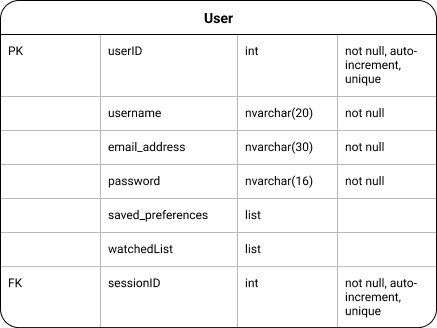 User
PK userID int not null, auto-
increment,
unique
username nvarchar(20) not null
email_address nvarchar(30) not null
password nvarchar(16) not null
saved_preferences list
watchedList list
FK sessionID int not null, auto-
increment,
unique